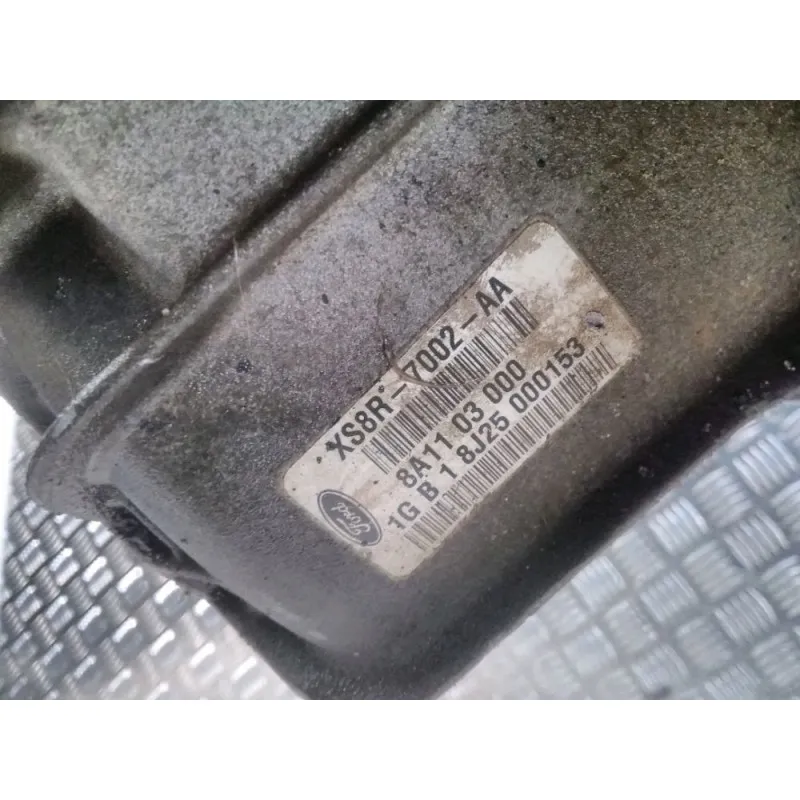 XS8R-7002-AA
8A11 03 000
1G B 1 8J25 000153
Ford